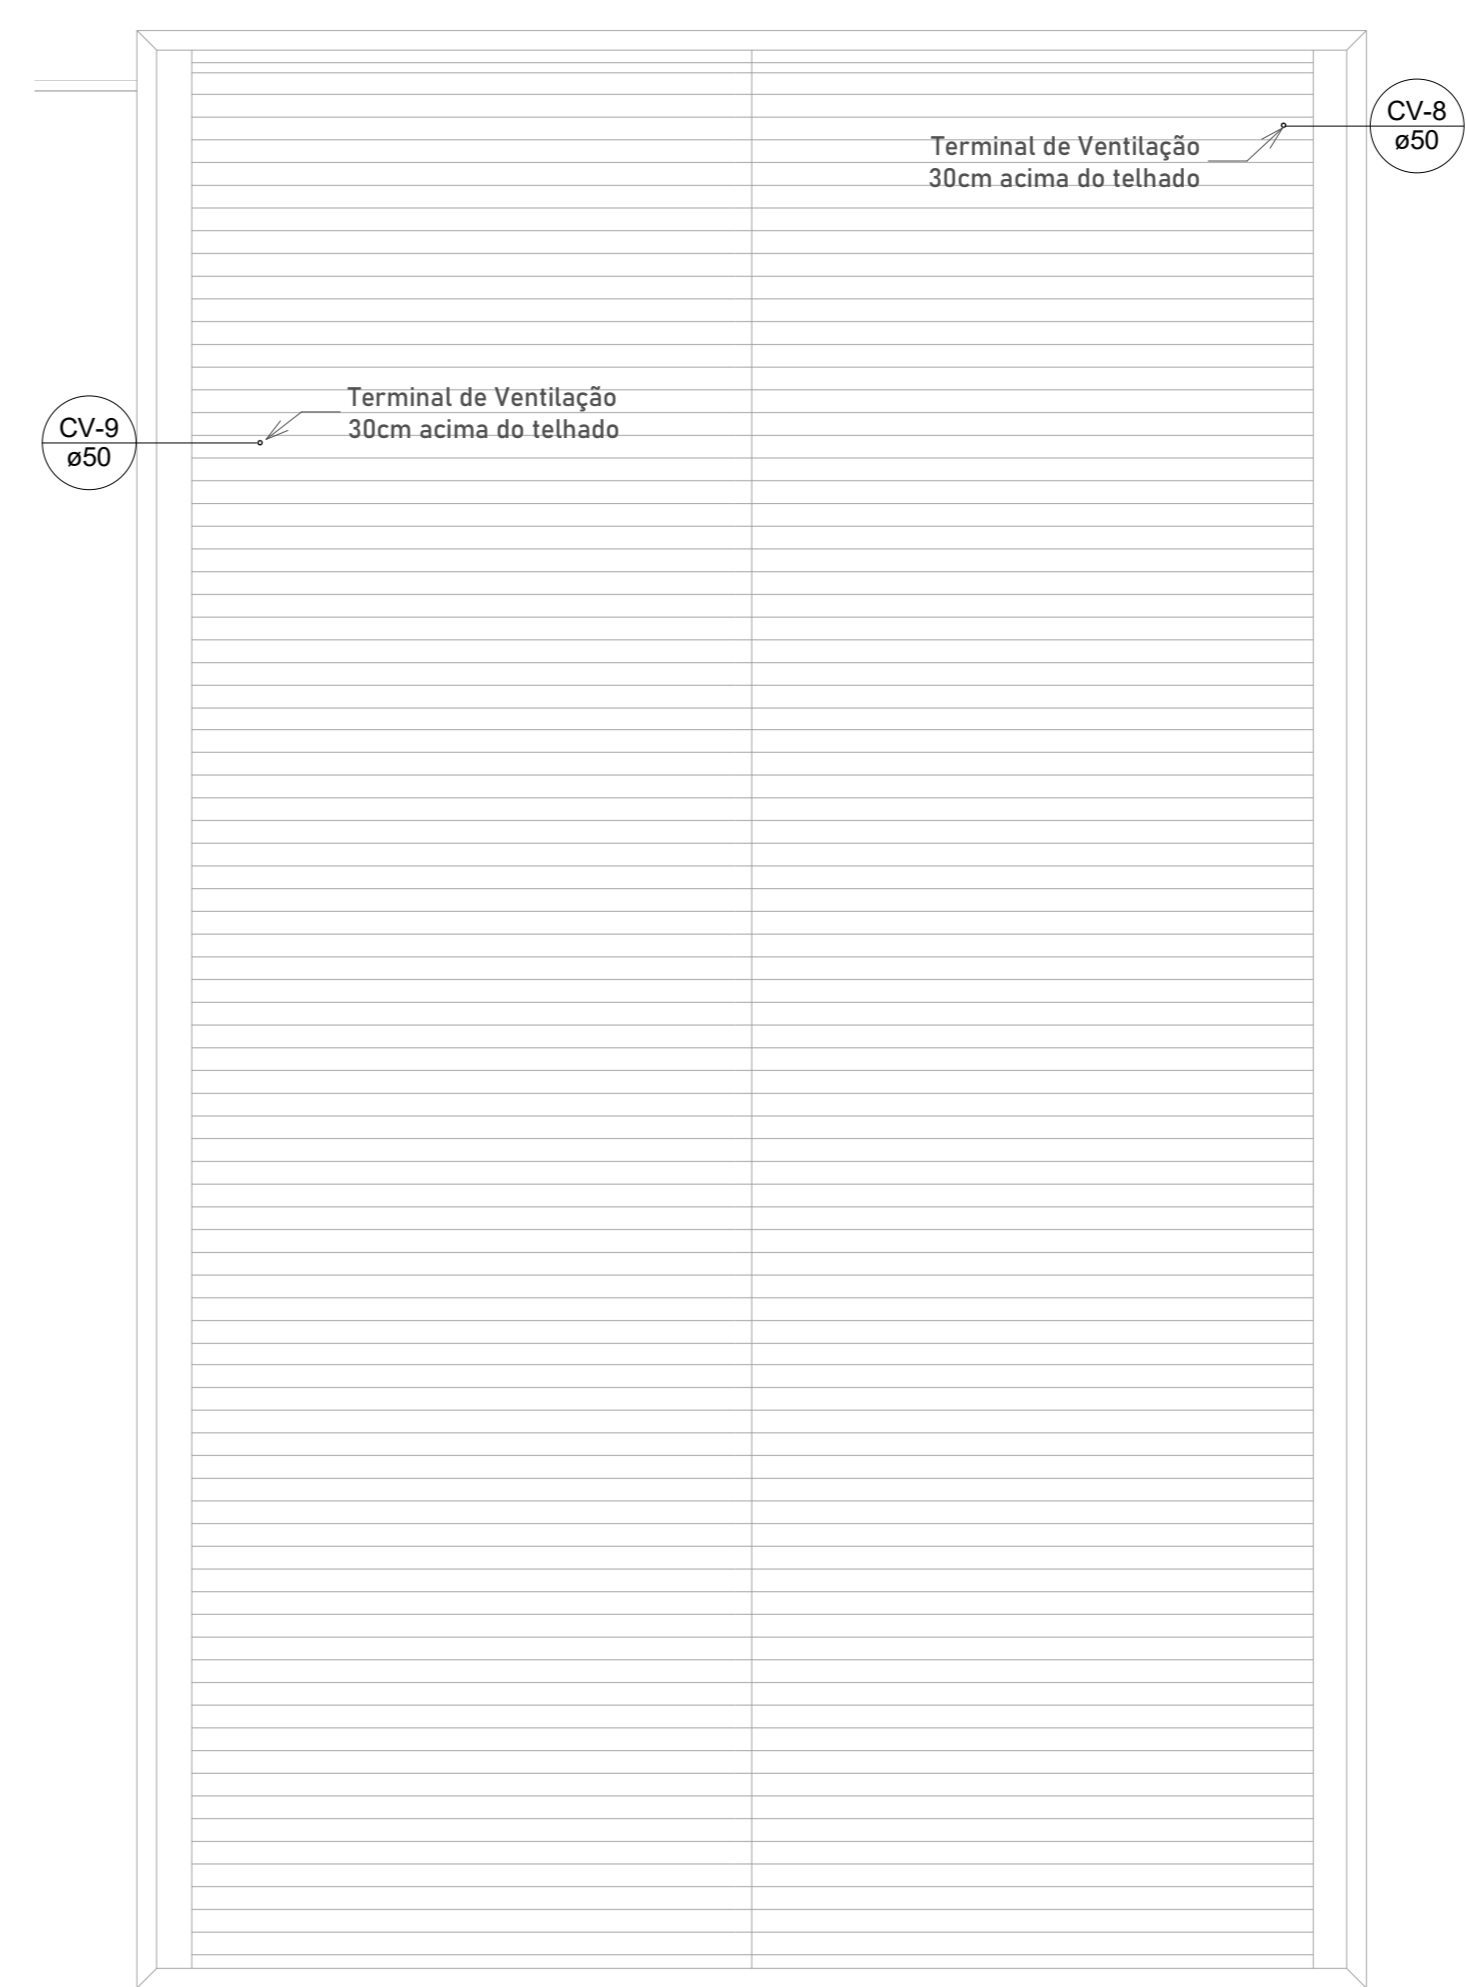 CV-8
ø50
Terminal de Ventilação
30cm acima do telhado
Terminal de Ventilação
30cm acima do telhado
CV-9
ø50